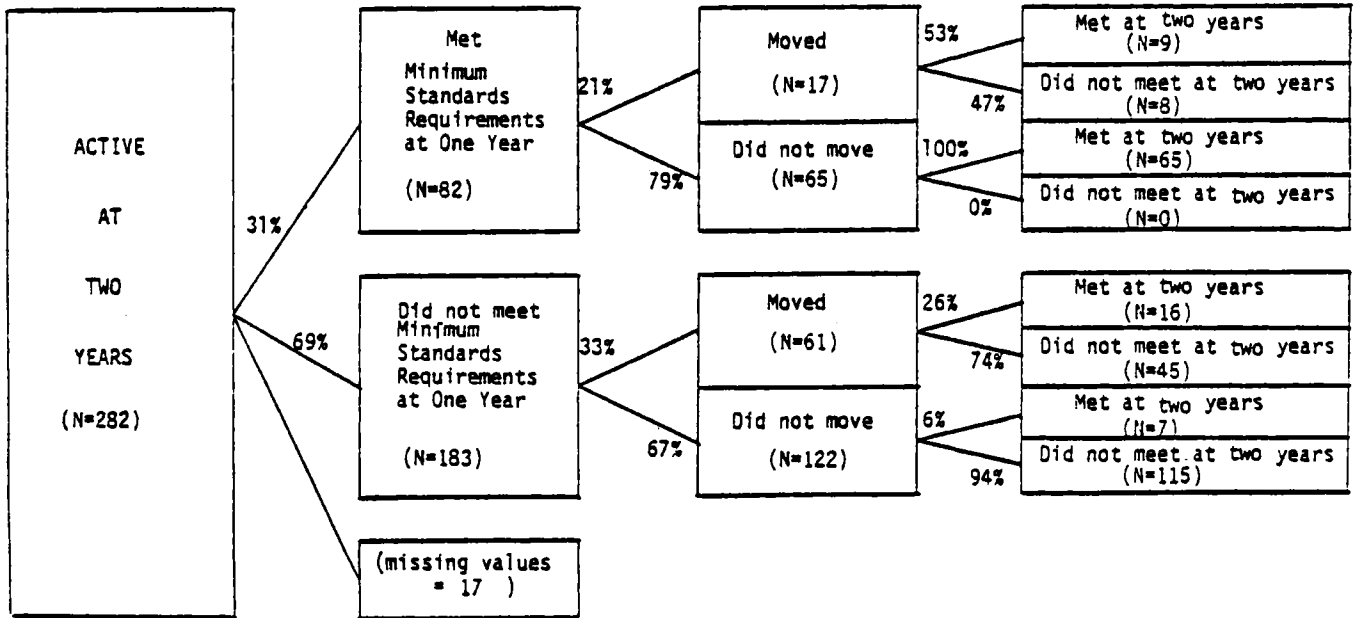 ACTIVE
AT
TWO
YEARS
(N=282)
31%
69%
Met
Minimum
Standards
Requirements
at One Year
(N=82)
21%
79%
Moved
(N=17)
53%
47%
Met at two years
(N=9)
Did not meet at two years
(N=8)
Did not move
(N=65)
100%
0%
Met at two years
(N=65)
Did not meet at two years
(N=0)
Did not meet
Minimum
Standards
Requirements
at One Year
(N=183)
33%
67%
Moved
(N=61)
26%
74%
Met at two years
(N=16)
Did not meet at two years
(N=45)
Did not move
(N=122)
6%
94%
Met at two years
(N=7)
Did not meet at two years
(N=115)
(missing values
= 17 )